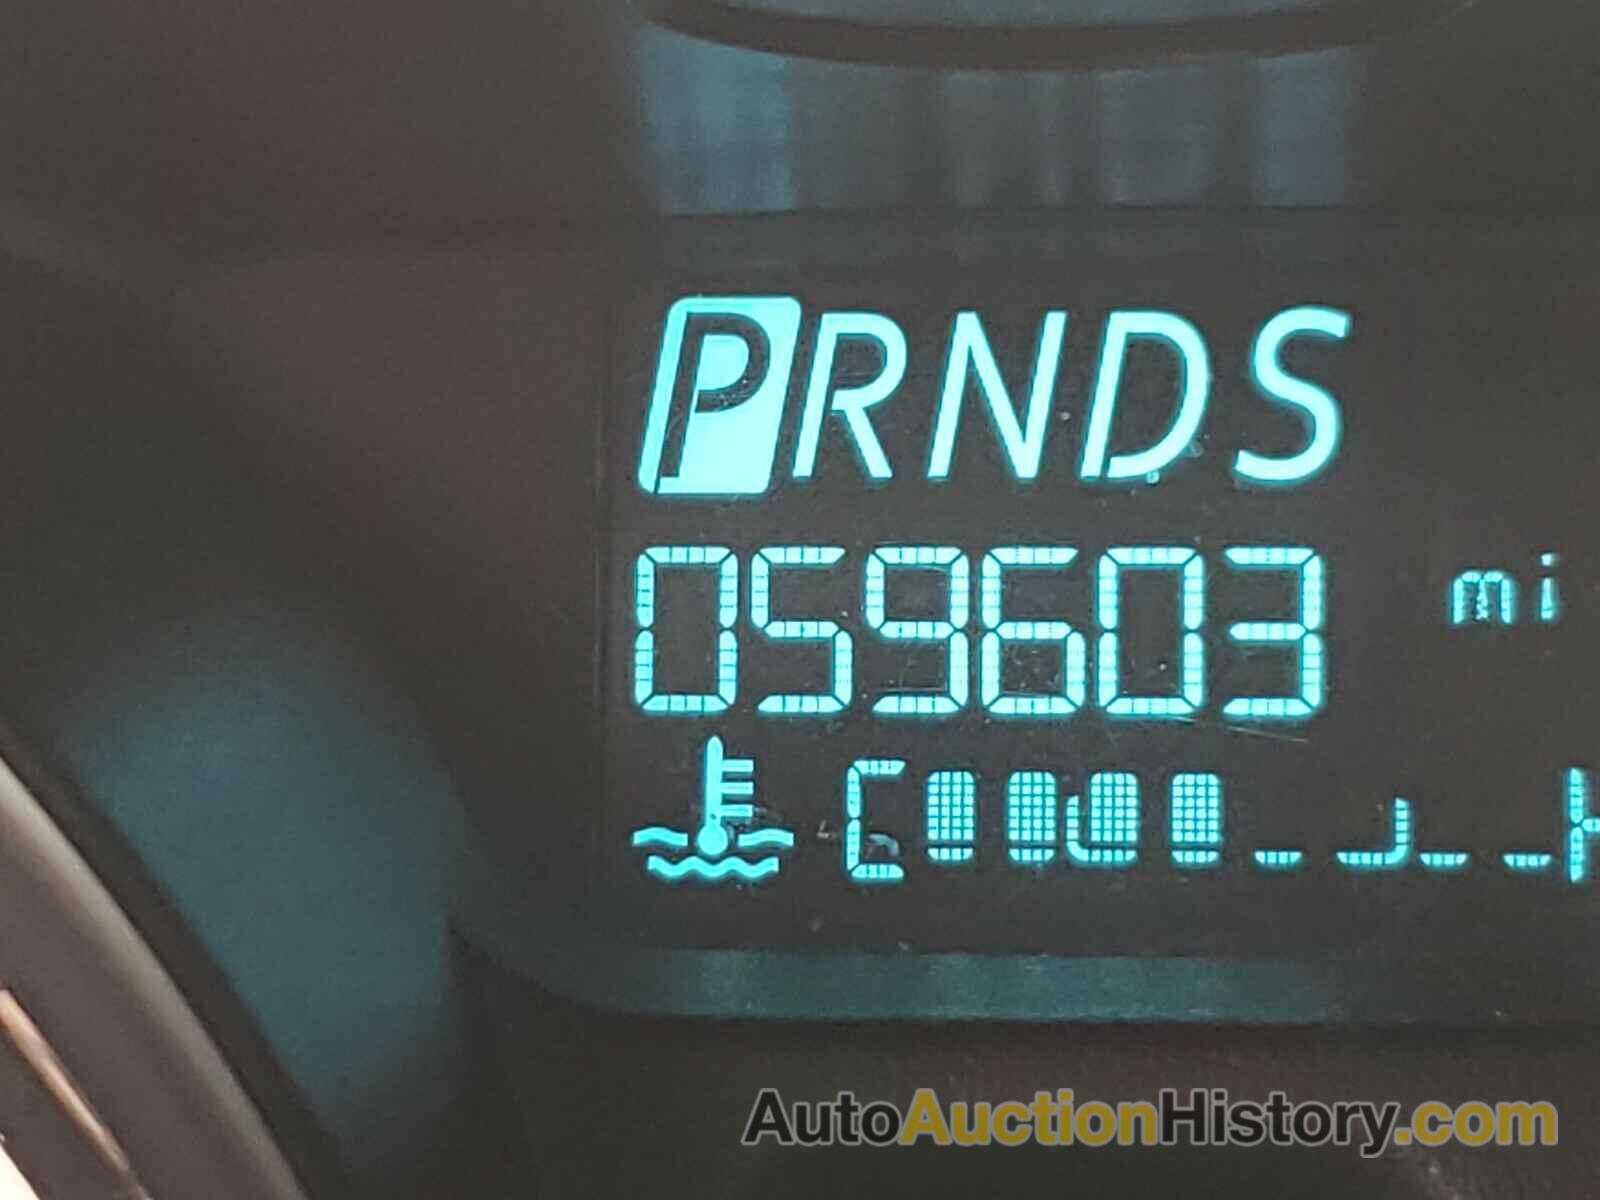 PRNDS
059603 mi
C H
AutoAuctionHistory.com